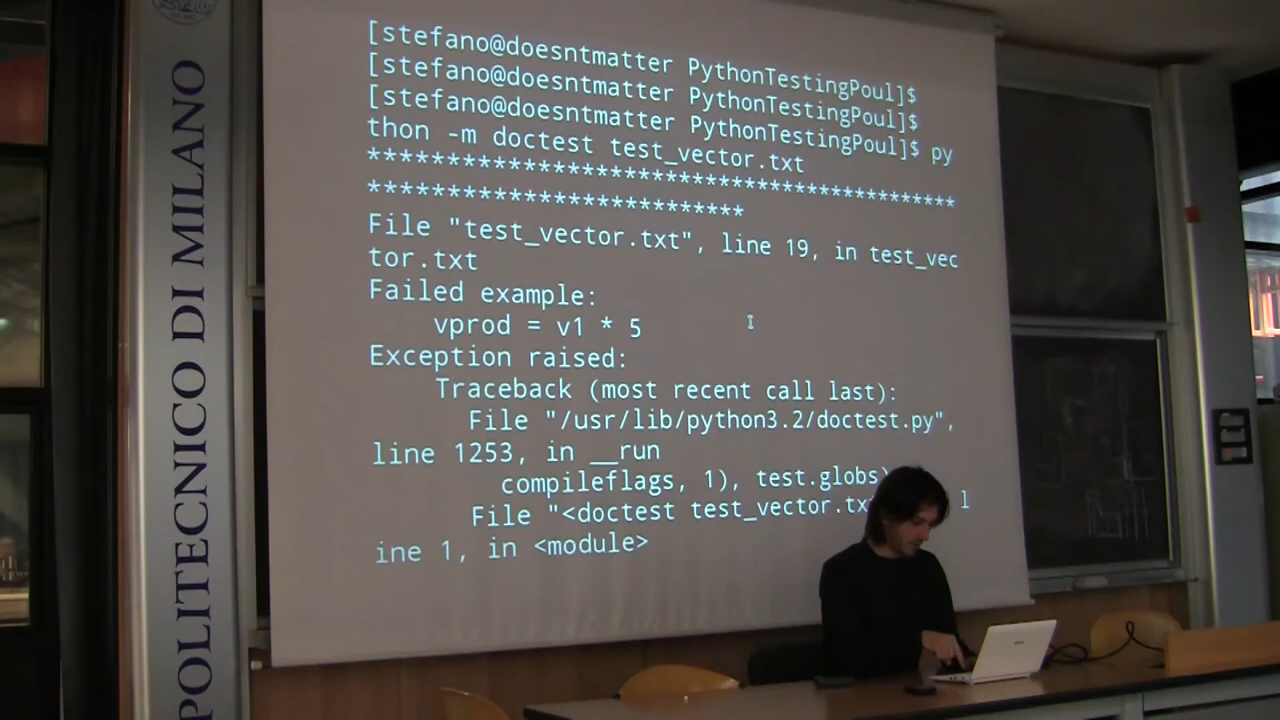 POLITECNICO DI MILANO
[stefano@doesntmatter PythonTestingPoul]$
[stefano@doesntmatter PythonTestingPoul]$
[stefano@doesntmatter PythonTestingPoul]$ py
thon -m doctest test_vector.txt
*********************************************
*****************************
File "test_vector.txt", line 19, in test_vec
tor.txt
Failed example:
vprod = v1 * 5
Exception raised:
Traceback (most recent call last):
File "/usr/lib/python3.2/doctest.py",
line 1253, in __run
compileflags, 1), test.globs)
File "<doctest test_vector.tx l
ine 1, in <module>